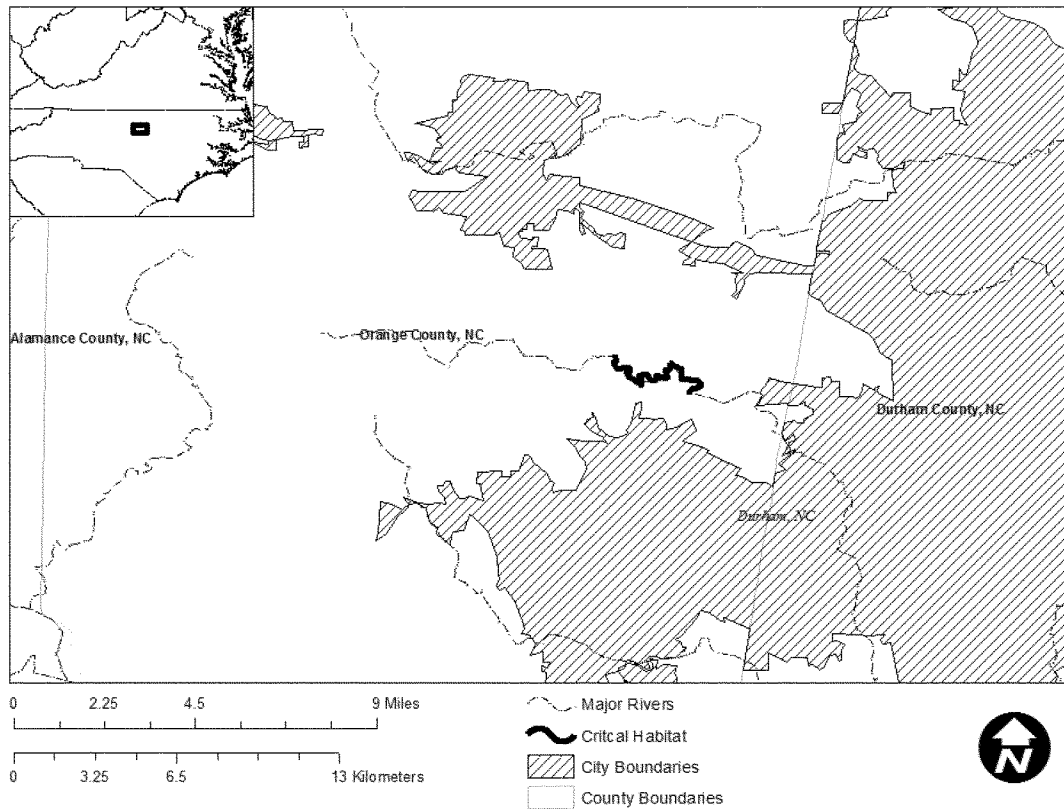 Alamance County, NC
Orange County, NC
Durham County, NC
Durham, NC
0 2.25 4.5 9 Miles
0 3.25 6.5 13 Kilometers
Major Rivers
Critcal Habitat
City Boundaries
County Boundaries
N